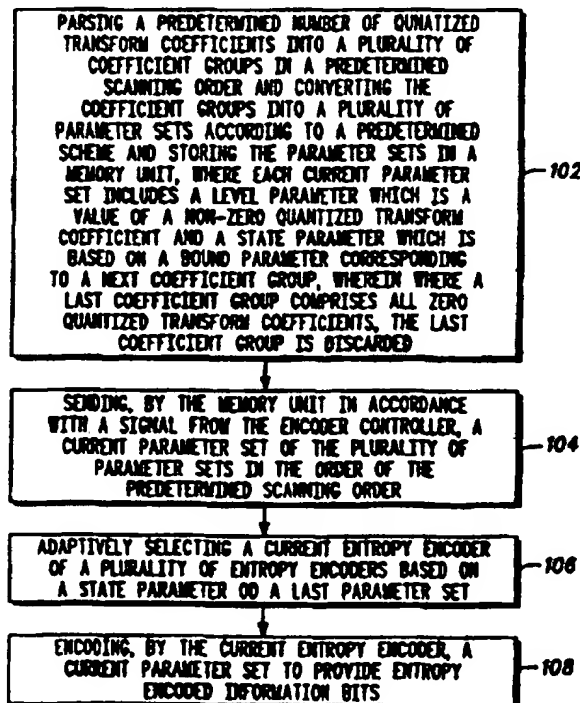 PARSING A PREDETERMINED NUMBER OF QUNATIZED
TRANSFORM COEFFICIENTS INTO A PLURALITY OF
COEFFICIENT GROUPS IN A PREDETERMINED
SCANNING ORDER AND CONVERTING THE
COEFFICIENT GROUPS INTO A PLURALITY OF
PARAMETER SETS ACCORDING TO A PREDETERMINED
SCHEME AND STORING THE PARAMETER SETS IN A
MEMORY UNIT, WHERE EACH CURRENT PARAMETER
SET INCLUDES A LEVEL PARAMETER WHICH IS A
VALUE OF A NON-ZERO QUANTIZED TRANSFORM
COEFFICIENT AND A STATE PARAMETER WHICH IS
BASED ON A BOUND PARAMETER CORRESPONDING
TO A NEXT COEFFICIENT GROUP, WHEREIN WHERE A
LAST COEFFICIENT GROUP COMPRISES ALL ZERO
QUANTIZED TRANSFORM COEFFICIENTS, THE LAST
COEFFICIENT GROUP IS DISCARDED
102
SENDING, BY THE MEMORY UNIT IN ACCORDANCE
WITH A SIGNAL FROM THE ENCODER CONTROLLER, A
CURRENT PARAMETER SET OF THE PLURALITY OF
PARAMETER SETS IN THE ORDER OF THE
PREDETERMINED SCANNING ORDER
104
ADAPTIVELY SELECTING A CURRENT ENTROPY ENCODER
OF A PLURALITY OF ENTROPY ENCODERS BASED ON
A STATE PARAMETER OD A LAST PARAMETER SET
106
ENCODING, BY THE CURRENT ENTROPY ENCODER, A
CURRENT PARAMETER SET TO PROVIDE ENTROPY
ENCODED INFORMATION BITS
108